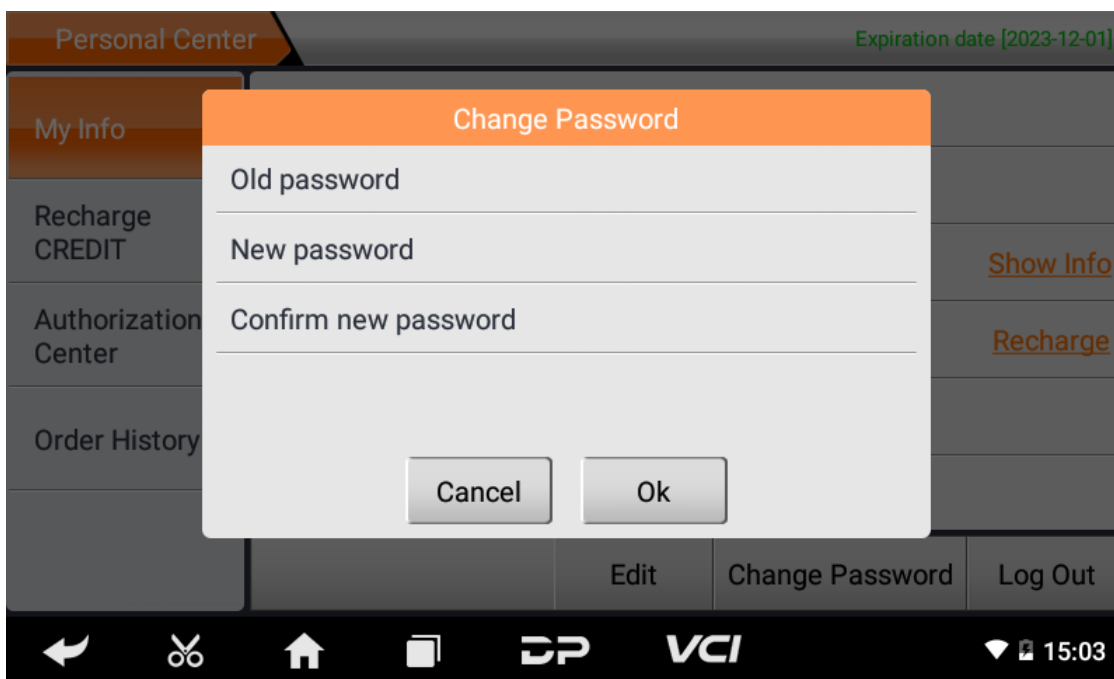 Personal Center
Expiration date [2023-12-01]
My Info
Recharge
CREDIT
Authorization
Center
Order History
Change Password
Old password
New password
Confirm new password
Cancel
Ok
Show Info
Recharge
Edit
Change Password
Log Out
DP
VCI
15:03